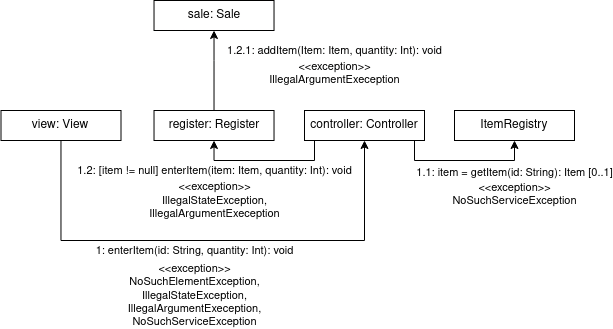 sale: Sale
1.2.1: addItem(Item: Item, quantity: Int): void
<<exception>>
IllegalArgumentExeception
view: View
register: Register
controller: Controller
ItemRegistry
1.2: [item != null] enterItem(item: Item, quantity: Int): void
<<exception>>
IllegalStateException,
IllegalArgumentExeception
1.1: item = getItem(id: String): Item [0..1]
<<exception>>
NoSuchServiceException
1: enterItem(id: String, quantity: Int): void
<<exception>>
NoSuchElementException,
IllegalStateException,
IllegalArgumentExeception,
NoSuchServiceException